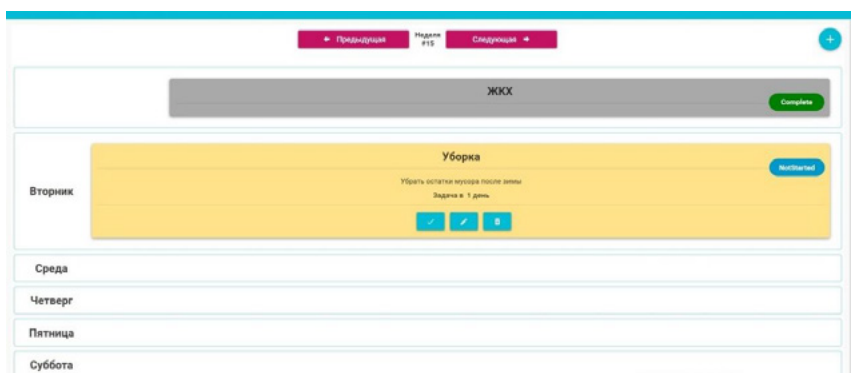 Предыдущая
Неделя
#15
Следующая
ЖКХ
Complete
Уборка
NotStarted
Убрать остатки мусора после зимы
Задача в 1 день
Вторник
Среда
Четверг
Пятница
Суббота